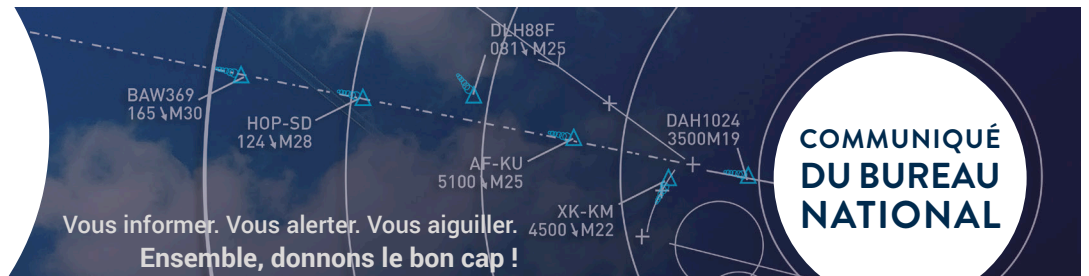 DLH88F
081↘M25
BAW369
165↘M30
HOP-SD
124↘M28
DAH1024
3500M19
AF-KU
5100↘M25
XK-KM
4500↘M22
Vous informer. Vous alerter. Vous aiguiller.
Ensemble, donnons le bon cap !
COMMUNIQUÉ
DU BUREAU
NATIONAL